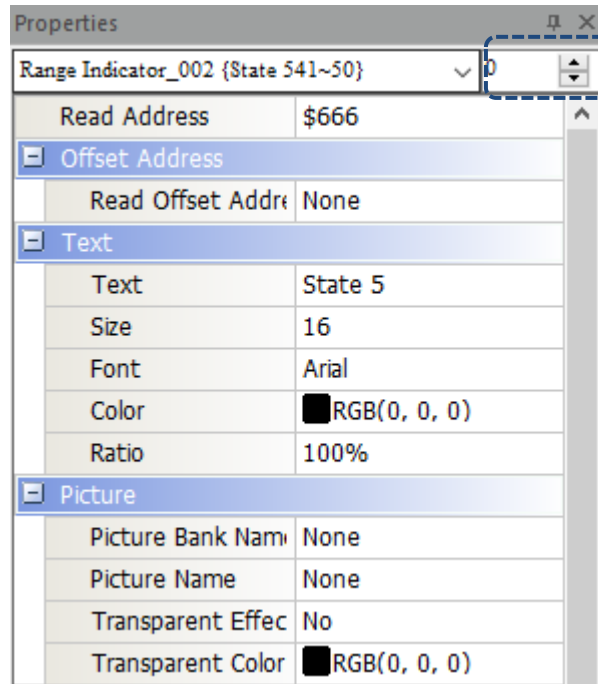 Properties
Range Indicator_002 {State 541~50} 0
Read Address $666
Offset Address
Read Offset Addre None
Text
Text State 5
Size 16
Font Arial
Color RGB(0, 0, 0)
Ratio 100%
Picture
Picture Bank Nam None
Picture Name None
Transparent Effec No
Transparent Color RGB(0, 0, 0)